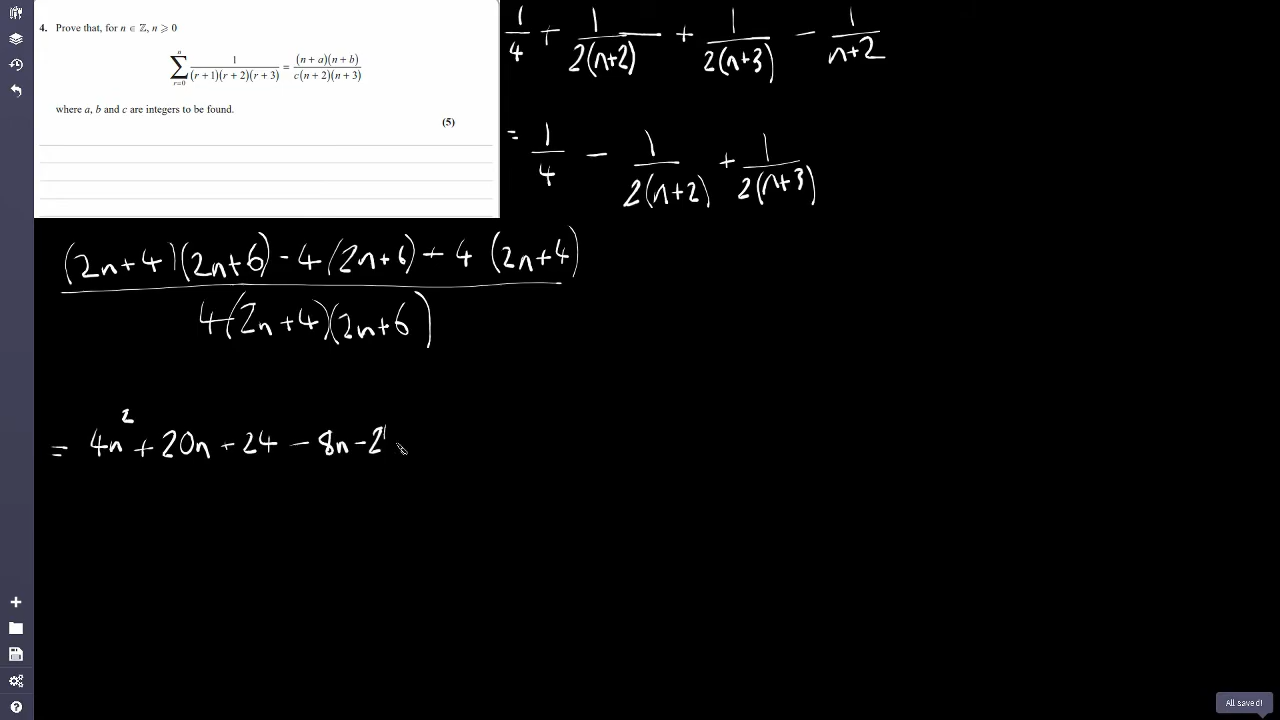 4. Prove that, for n ∈ ℤ, n ⩾ 0
n ∑ r=0 1/((r + 1)(r + 2)(r + 3)) = (n + a)(n + b)/(c(n + 2)(n + 3))
where a, b and c are integers to be found.
(5)
1/4 + 1/(2(n+2)) + 1/(2(n+3)) - 1/(n+2)
= 1/4 - 1/(2(n+2)) + 1/(2(n+3))
((2n+4)(2n+6) - 4(2n+6) + 4(2n+4))/(4(2n+4)(2n+6))
= 4n² + 20n + 24 - 8n - 2
All saved!